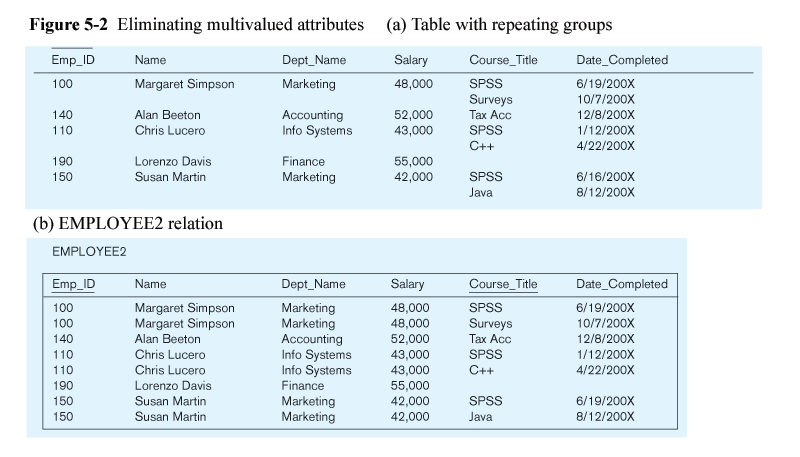 Figure 5-2 Eliminating multivalued attributes (a) Table with repeating groups
Emp_ID Name Dept_Name Salary Course_Title Date_Completed
100 Margaret Simpson Marketing 48,000 SPSS 6/19/200X
Surveys 10/7/200X
140 Alan Beeton Accounting 52,000 Tax Acc 12/8/200X
110 Chris Lucero Info Systems 43,000 SPSS 1/12/200X
C++ 4/22/200X
190 Lorenzo Davis Finance 55,000
150 Susan Martin Marketing 42,000 SPSS 6/16/200X
Java 8/12/200X
(b) EMPLOYEE2 relation
EMPLOYEE2
Emp_ID Name Dept_Name Salary Course_Title Date_Completed
100 Margaret Simpson Marketing 48,000 SPSS 6/19/200X
100 Margaret Simpson Marketing 48,000 Surveys 10/7/200X
140 Alan Beeton Accounting 52,000 Tax Acc 12/8/200X
110 Chris Lucero Info Systems 43,000 SPSS 1/12/200X
110 Chris Lucero Info Systems 43,000 C++ 4/22/200X
190 Lorenzo Davis Finance 55,000
150 Susan Martin Marketing 42,000 SPSS 6/19/200X
150 Susan Martin Marketing 42,000 Java 8/12/200X